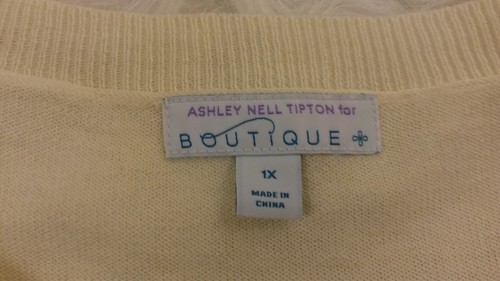 ASHLEY NELL TIPTON for
BOUTIQUE
1X
MADE IN
CHINA